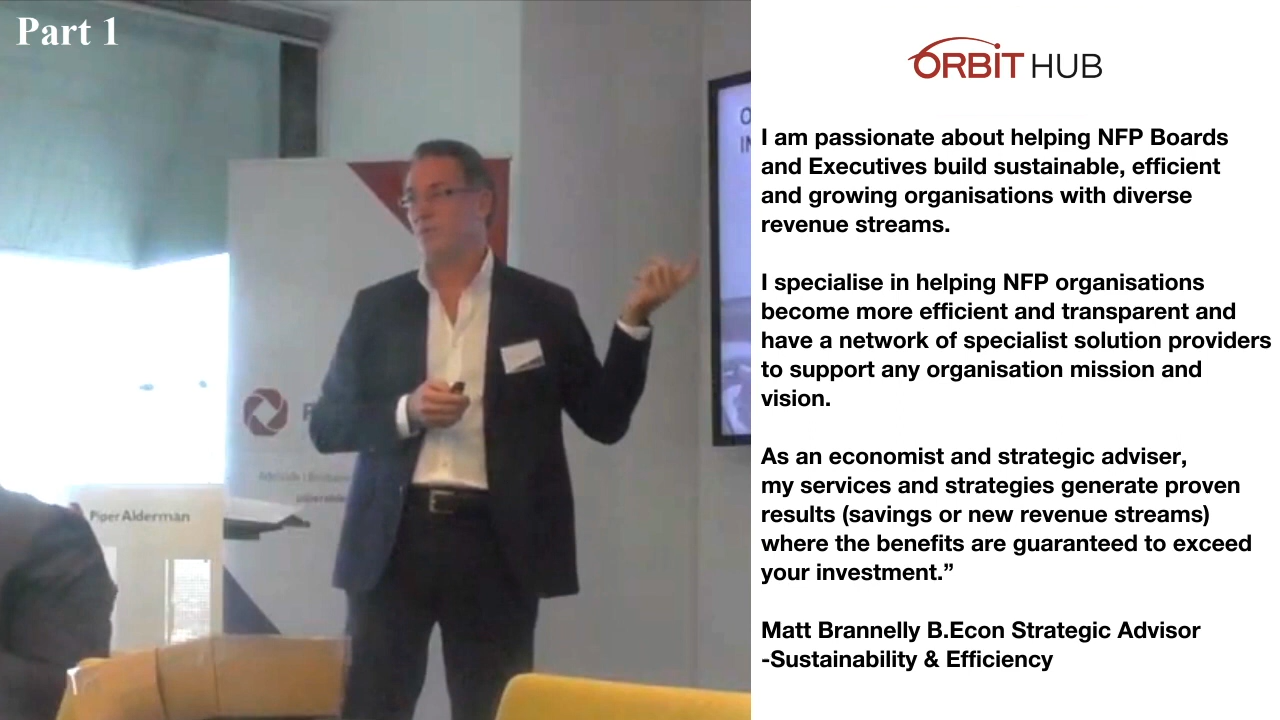 Part 1
ORBIT HUB
I am passionate about helping NFP Boards
and Executives build sustainable, efficient
and growing organisations with diverse
revenue streams.
I specialise in helping NFP organisations
become more efficient and transparent and
have a network of specialist solution providers
to support any organisation mission and
vision.
As an economist and strategic adviser,
my services and strategies generate proven
results (savings or new revenue streams)
where the benefits are guaranteed to exceed
your investment.”
Matt Brannelly B.Econ Strategic Advisor
-Sustainability & Efficiency
PiperAlderman